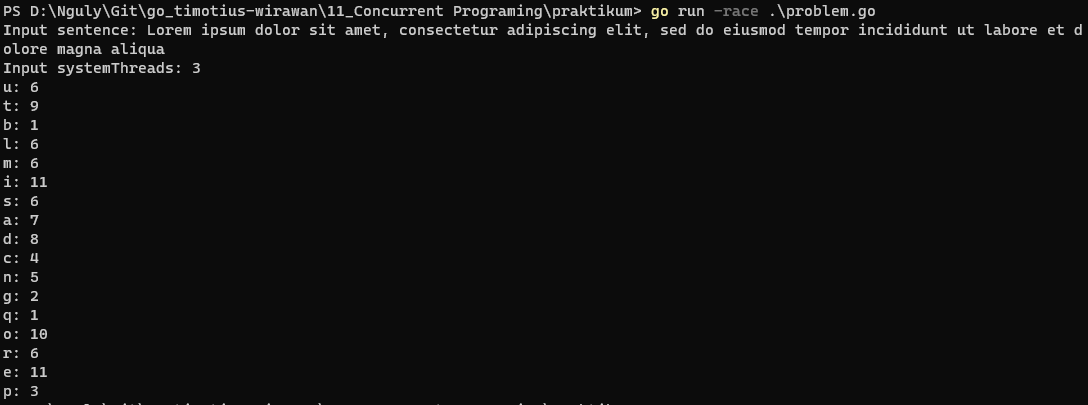 PS D:\Nguly\Git\go_timotius-wirawan\11_Concurrent Programing\praktikum> go run -race .\problem.go
Input sentence: Lorem ipsum dolor sit amet, consectetur adipiscing elit, sed do eiusmod tempor incididunt ut labore et d
olore magna aliqua
Input systemThreads: 3
u: 6
t: 9
b: 1
l: 6
m: 6
i: 11
s: 6
a: 7
d: 8
c: 4
n: 5
g: 2
q: 1
o: 10
r: 6
e: 11
p: 3